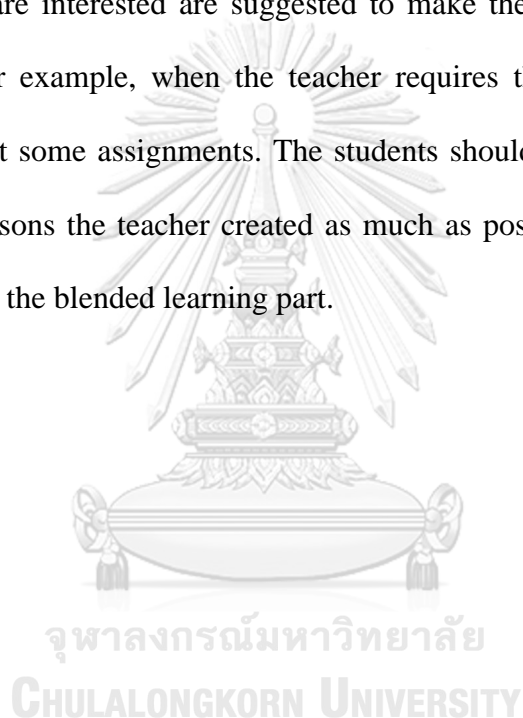 are interested are suggested to make the
r example, when the teacher requires t
t some assignments. The students should
sons the teacher created as much as pos
the blended learning part.
จุฬาลงกรณ์มหาวิทยาลัย
CHULALONGKORN UNIVERSITY